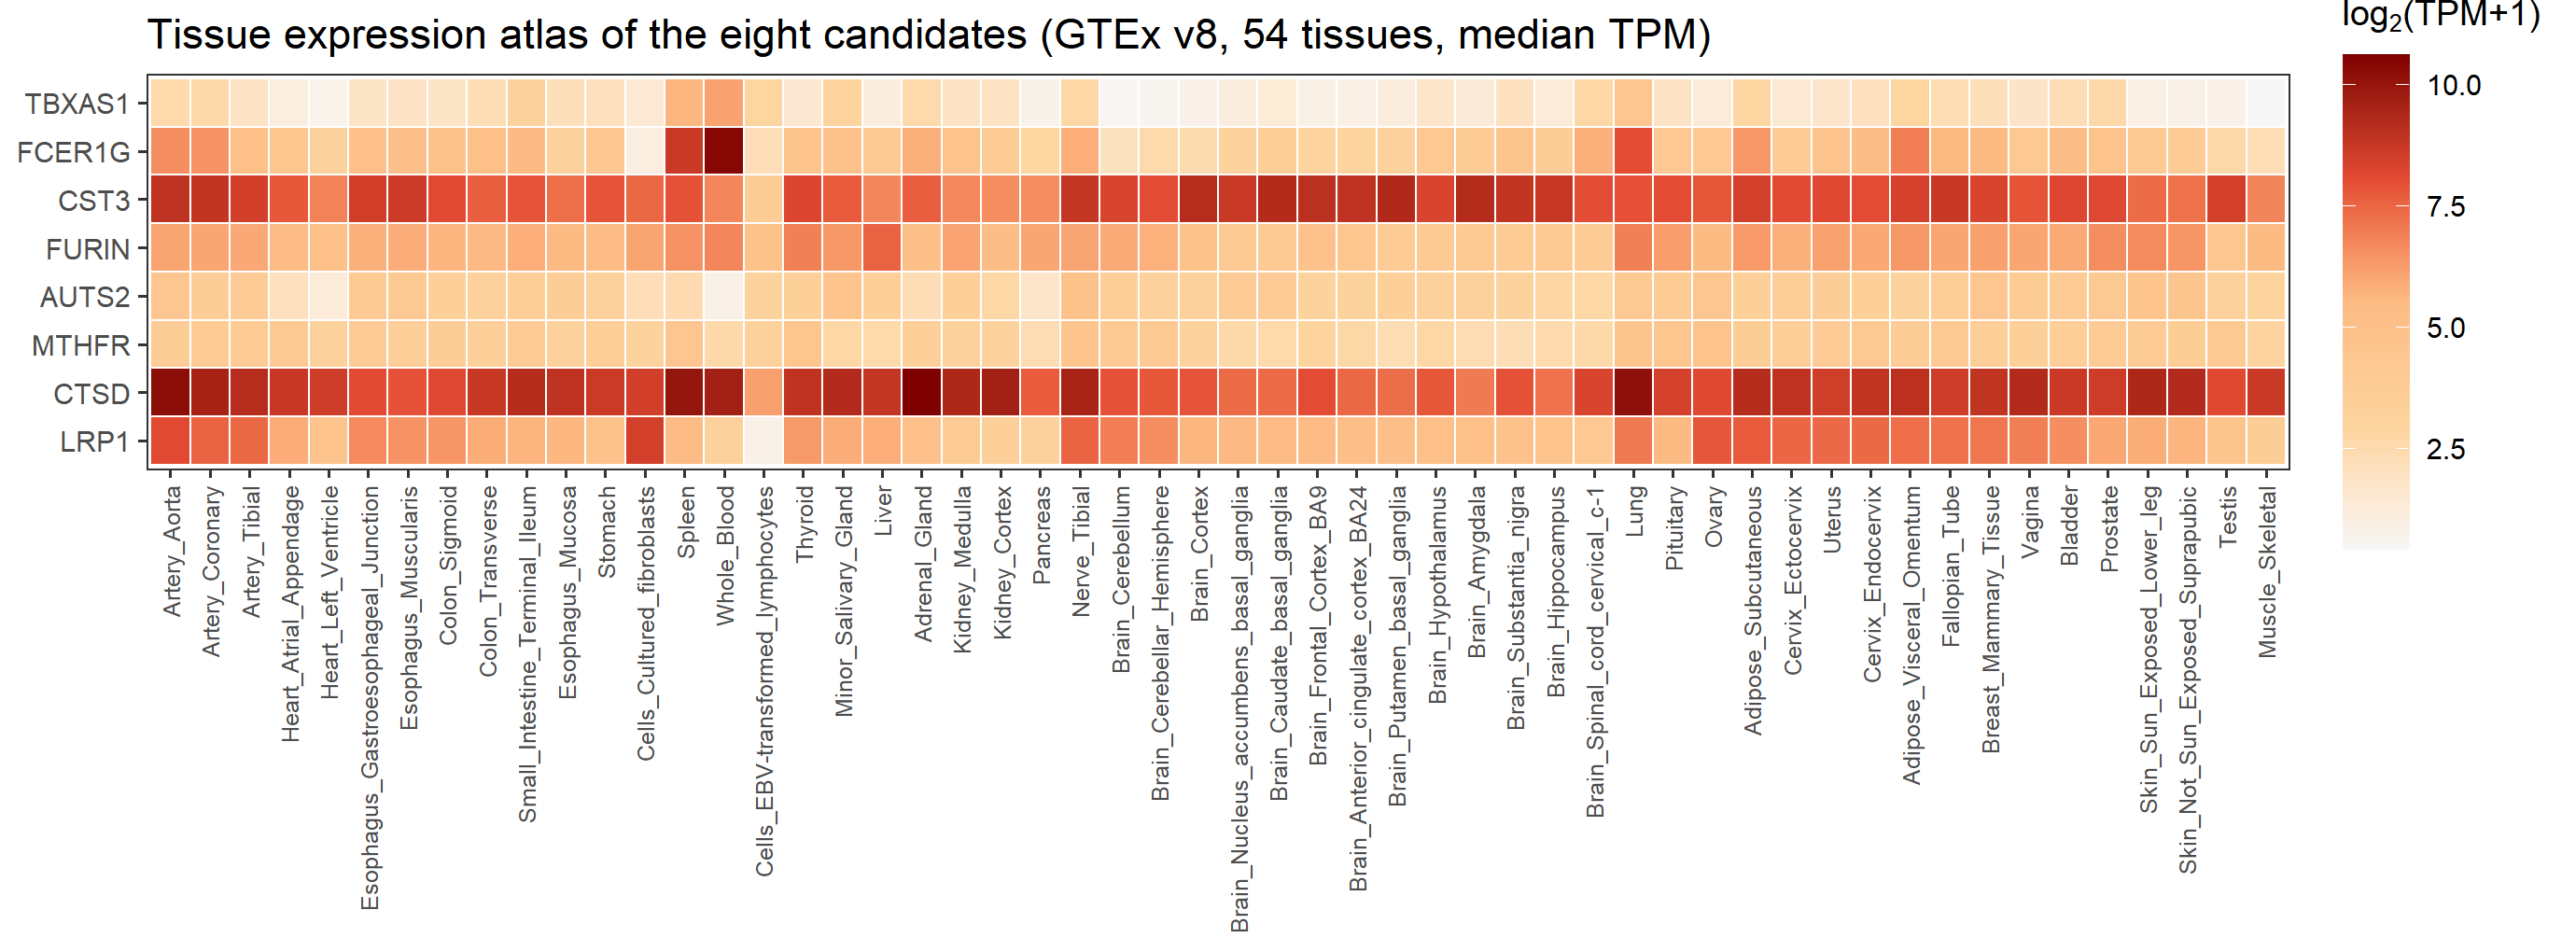 Tissue expression atlas of the eight candidates (GTEx v8, 54 tissues, median TPM)
log₂(TPM+1)
10.0
7.5
5.0
2.5
TBXAS1
FCER1G
CST3
FURIN
AUTS2
MTHFR
CTSD
LRP1
Artery_Aorta
Artery_Coronary
Artery_Tibial
Heart_Atrial_Appendage
Heart_Left_Ventricle
Esophagus_Gastroesophageal_Junction
Esophagus_Muscularis
Colon_Sigmoid
Colon_Transverse
Small_Intestine_Terminal_Ileum
Esophagus_Mucosa
Stomach
Cells_Cultured_fibroblasts
Spleen
Whole_Blood
Cells_EBV-transformed_lymphocytes
Thyroid
Minor_Salivary_Gland
Liver
Adrenal_Gland
Kidney_Medulla
Kidney_Cortex
Pancreas
Nerve_Tibial
Brain_Cerebellum
Brain_Cerebellar_Hemisphere
Brain_Cortex
Brain_Nucleus_accumbens_basal_ganglia
Brain_Caudate_basal_ganglia
Brain_Frontal_Cortex_BA9
Brain_Anterior_cingulate_cortex_BA24
Brain_Putamen_basal_ganglia
Brain_Hypothalamus
Brain_Amygdala
Brain_Substantia_nigra
Brain_Hippocampus
Brain_Spinal_cord_cervical_c-1
Lung
Pituitary
Ovary
Adipose_Subcutaneous
Cervix_Ectocervix
Uterus
Cervix_Endocervix
Adipose_Visceral_Omentum
Fallopian_Tube
Breast_Mammary_Tissue
Vagina
Bladder
Prostate
Skin_Sun_Exposed_Lower_leg
Skin_Not_Sun_Exposed_Suprapubic
Testis
Muscle_Skeletal